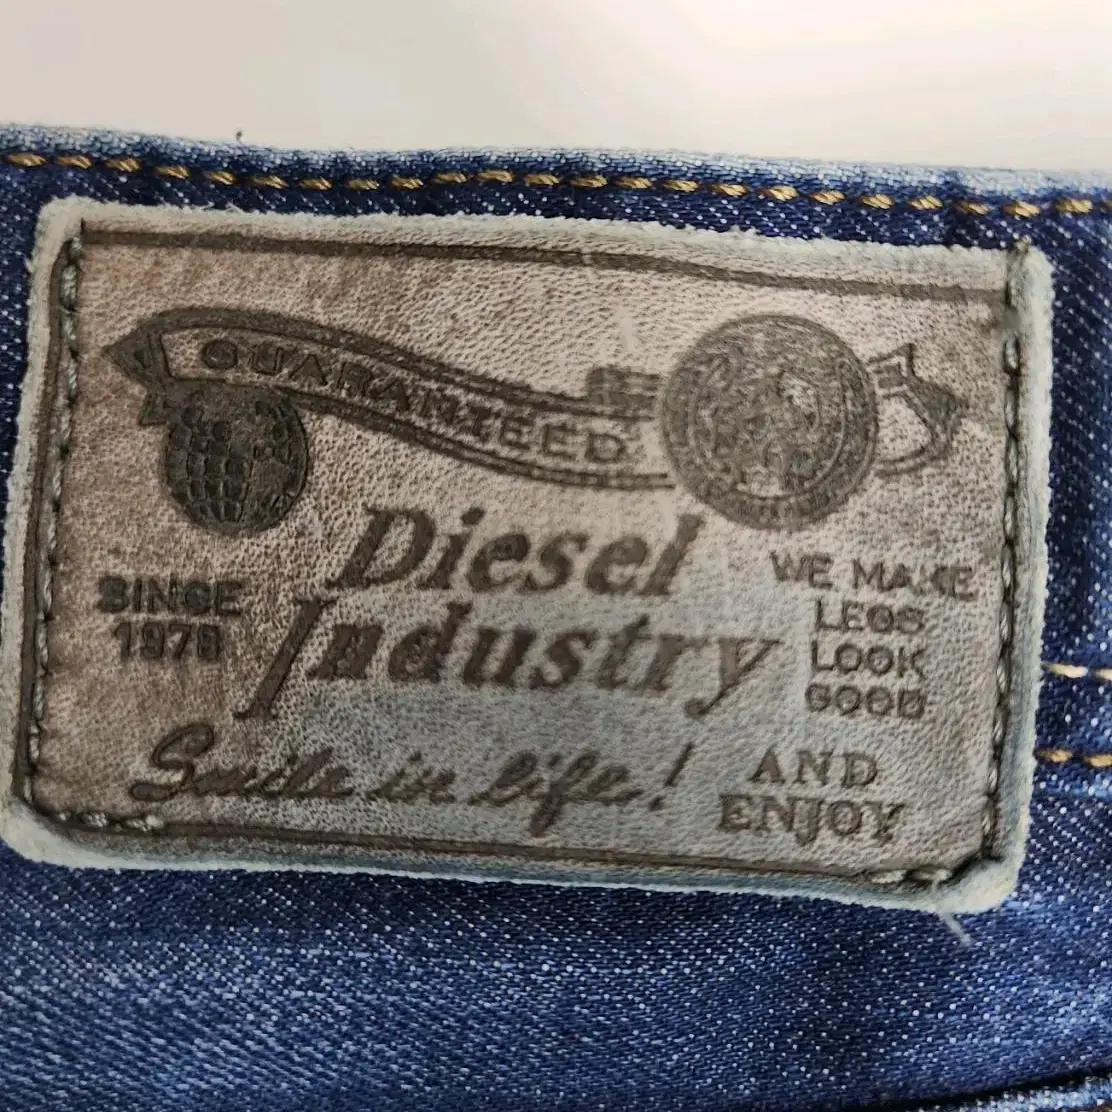 GUARANTEED
Diesel
Industry
SINCE
1978
WE MAKE
LEGS
LOOK
GOOD
Smile in life!
AND
ENJOY